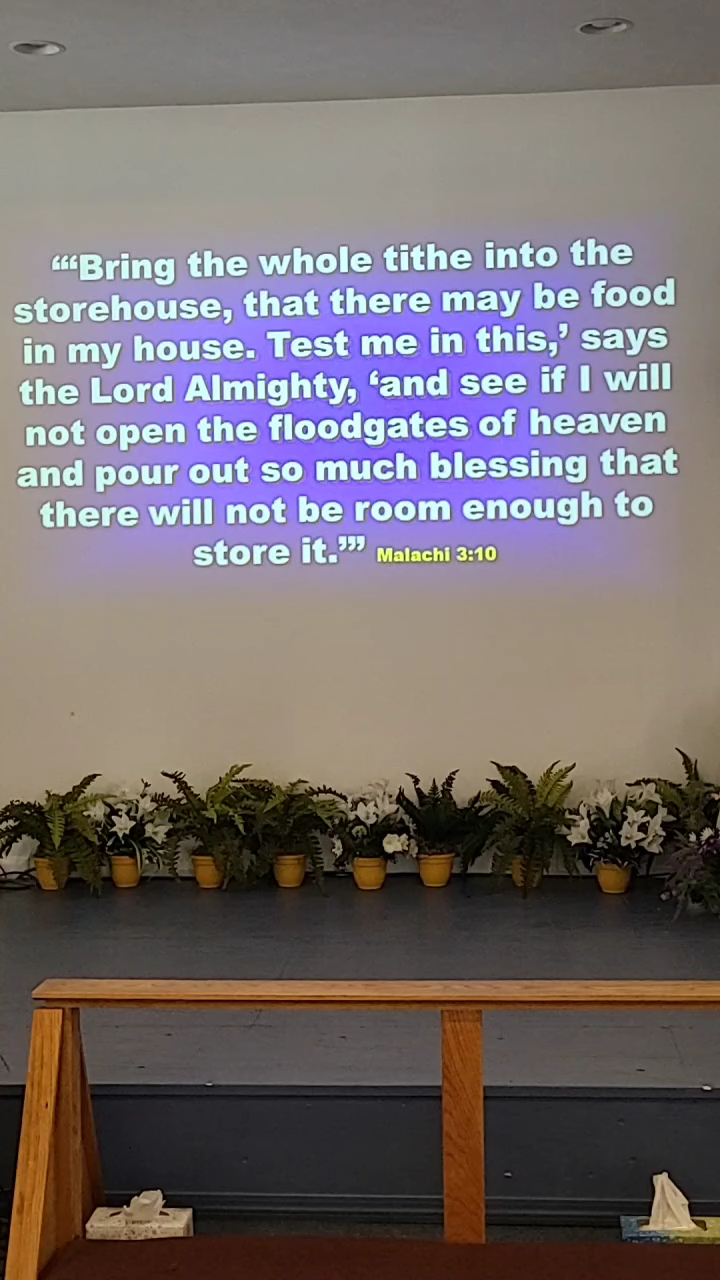 “‘“Bring the whole tithe into the
storehouse, that there may be food
in my house. Test me in this,’ says
the Lord Almighty, ‘and see if I will
not open the floodgates of heaven
and pour out so much blessing that
there will not be room enough to
store it.’”’ Malachi 3:10